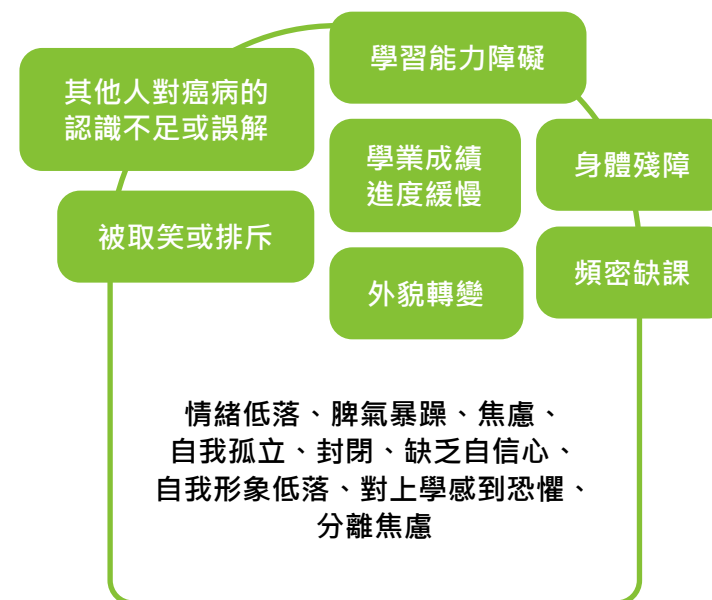 其他人對癌病的
認識不足或誤解
學習能力障礙
學業成績
進度緩慢
身體殘障
被取笑或排斥
外貌轉變
頻密缺課
情緒低落、脾氣暴躁、焦慮、
自我孤立、封閉、缺乏自信心、
自我形象低落、對上學感到恐懼、
分離焦慮